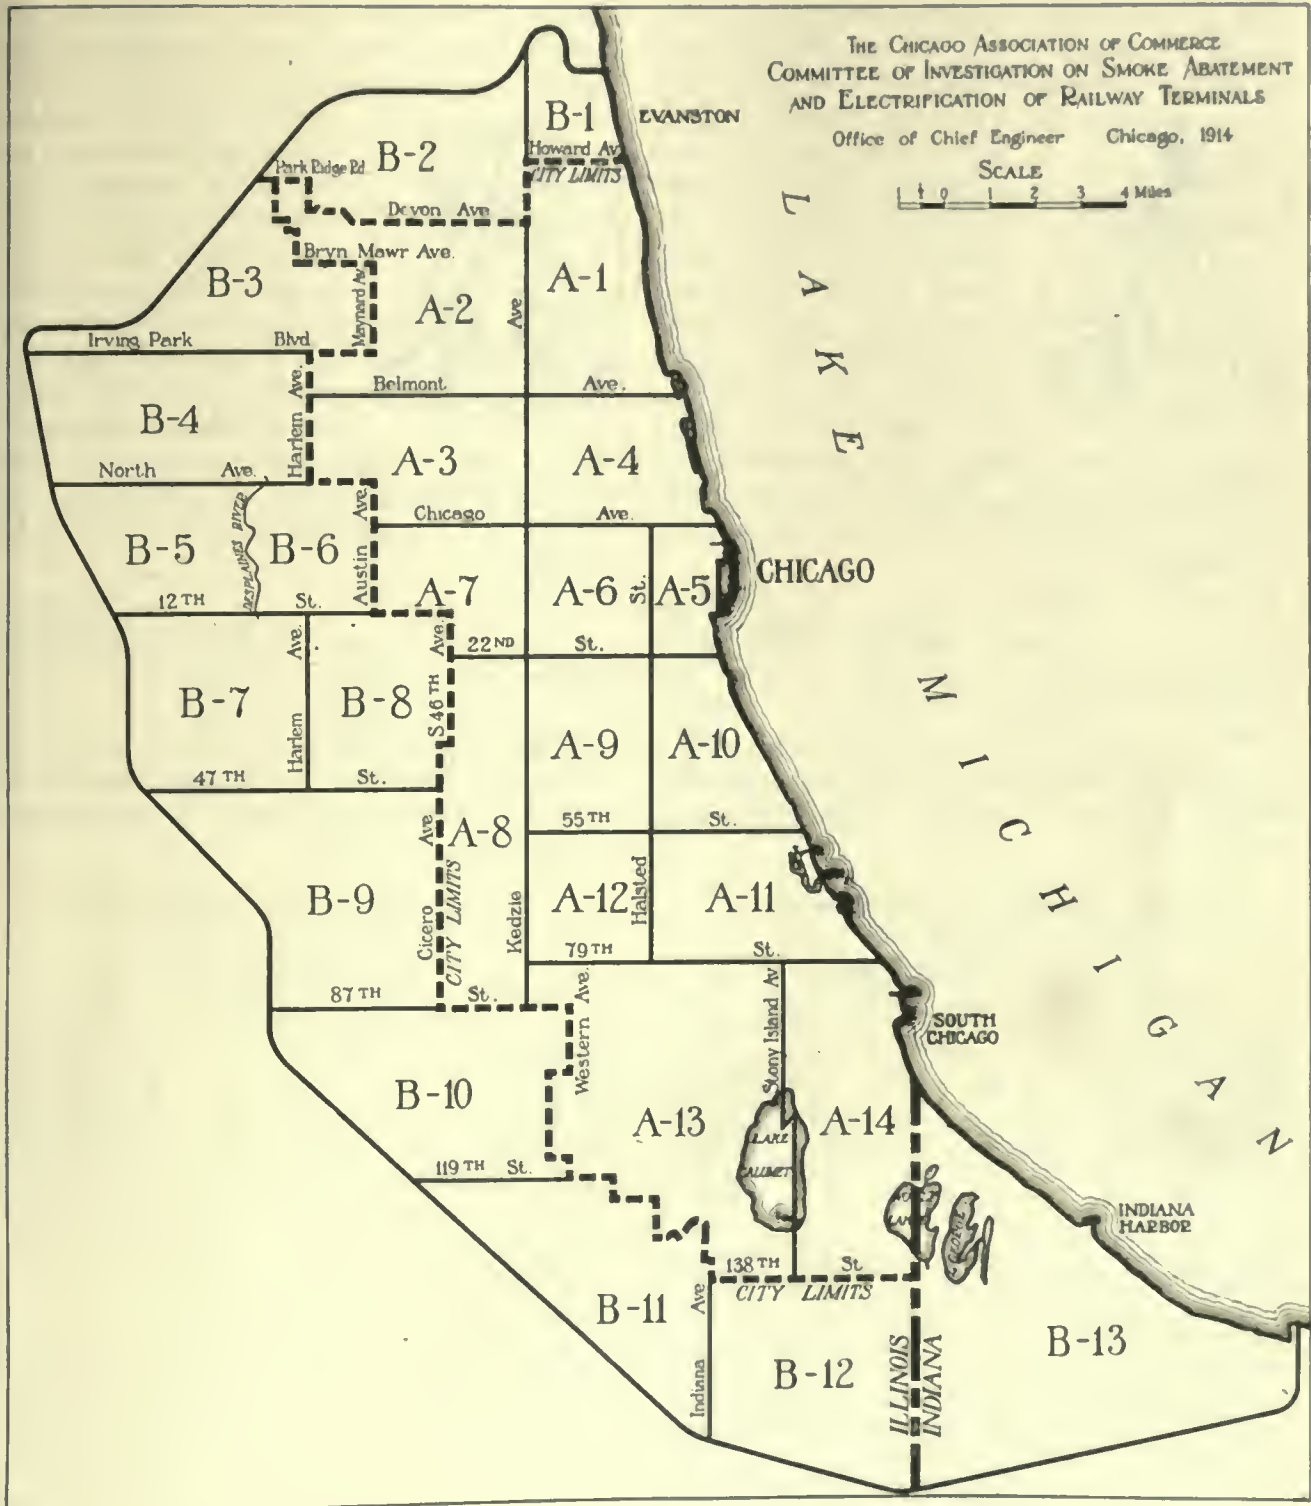 THE CHICAGO ASSOCIATION OF COMMERCE
COMMITTEE OF INVESTIGATION ON SMOKE ABATEMENT
AND ELECTRIFICATION OF RAILWAY TERMINALS
Office of Chief Engineer Chicago, 1914
SCALE
1 0 1 2 3 4 Miles
B-1
EVANSTON
Howard Av.
CITY LIMITS
B-2
Park Ridge Rd.
Devon Ave.
Bryn Mawr Ave.
B-3
Maynard Av.
A-2
Ave
A-1
Irving Park Blvd
Belmont Ave.
B-4
Harlem Ave.
A-3
A-4
North Ave.
Chicago Ave.
B-5
DESPLAINES RIVER
B-6
Austin Ave.
A-7
A-6
St.
A-5
CHICAGO
12TH St.
22ND St.
B-7
Harlem Ave.
B-8
S 46TH Ave.
A-9
A-10
47TH St.
A-8
55TH St.
B-9
Cicero Ave
CITY LIMITS
Kedzie
A-12
Halsted
A-11
79TH St.
87TH St.
Western Ave.
Stony Island Av
SOUTH
CHICAGO
B-10
A-13
A-14
LAKE
CALUMET
119TH St.
WOLF
LAKE
L. GEORGE
INDIANA
HARBOR
138TH St
CITY LIMITS
B-11
Indiana Ave
B-12
ILLINOIS
INDIANA
B-13
LAKE MICHIGAN